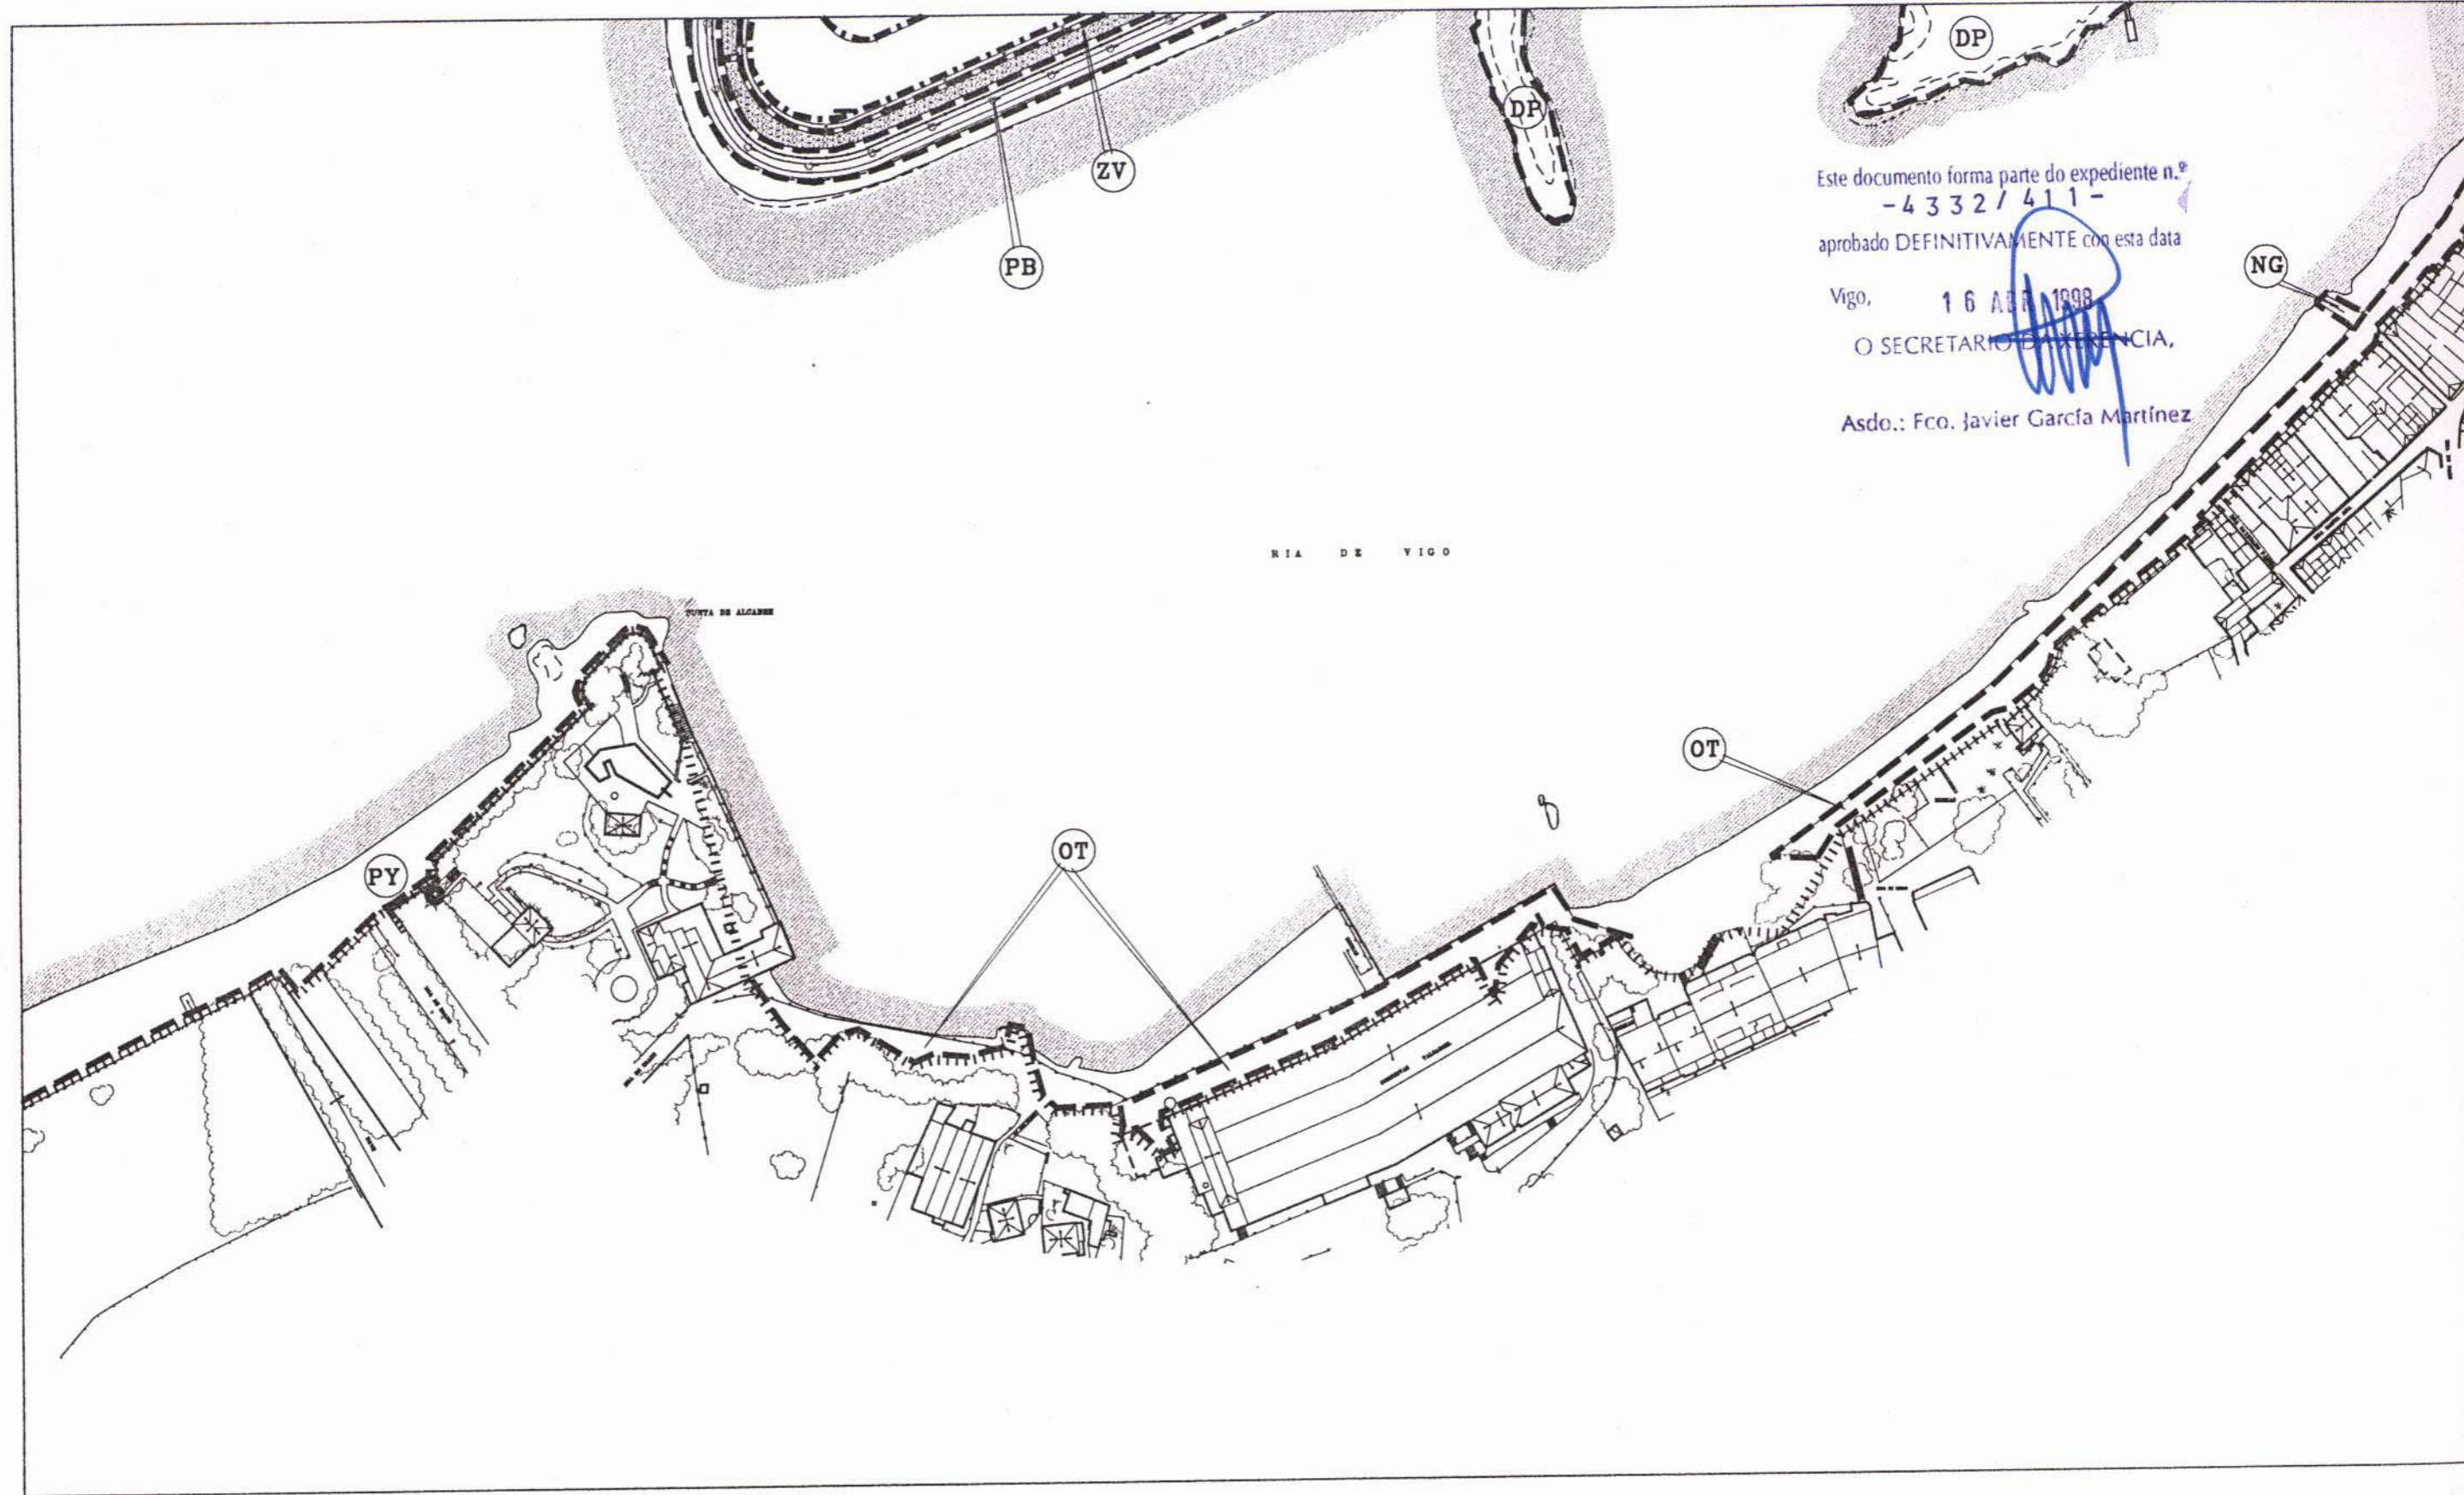 DP
DP
ZV
PB
Este documento forma parte do expediente n.º
-4332/411-
aprobado DEFINITIVAMENTE con esta data
Vigo, 16 ABR 1998
O SECRETARIO DA XERENCIA,
Asdo.: Fco. Javier García Martínez
NG
RIA DE VIGO
PUNTA DE ALCABRE
OT
OT
PY